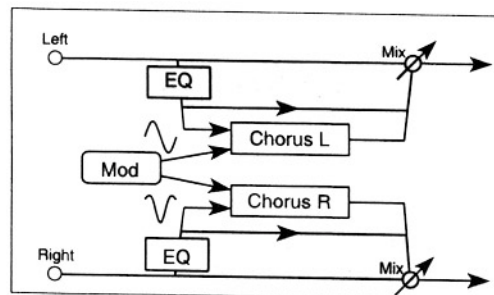 Left
Mix
EQ
Chorus L
Mod
Chorus R
EQ
Right
Mix